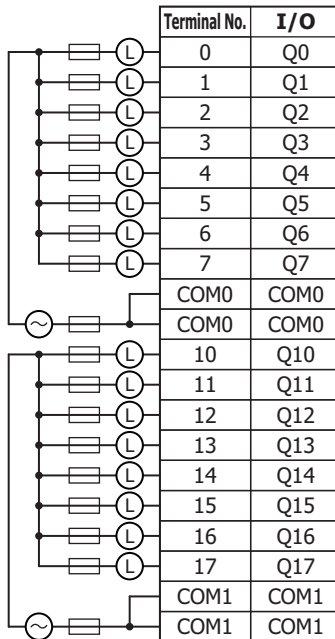 Terminal No. I/O
L 0 Q0
L 1 Q1
L 2 Q2
L 3 Q3
L 4 Q4
L 5 Q5
L 6 Q6
L 7 Q7
COM0 COM0
COM0 COM0
L 10 Q10
L 11 Q11
L 12 Q12
L 13 Q13
L 14 Q14
L 15 Q15
L 16 Q16
L 17 Q17
COM1 COM1
COM1 COM1